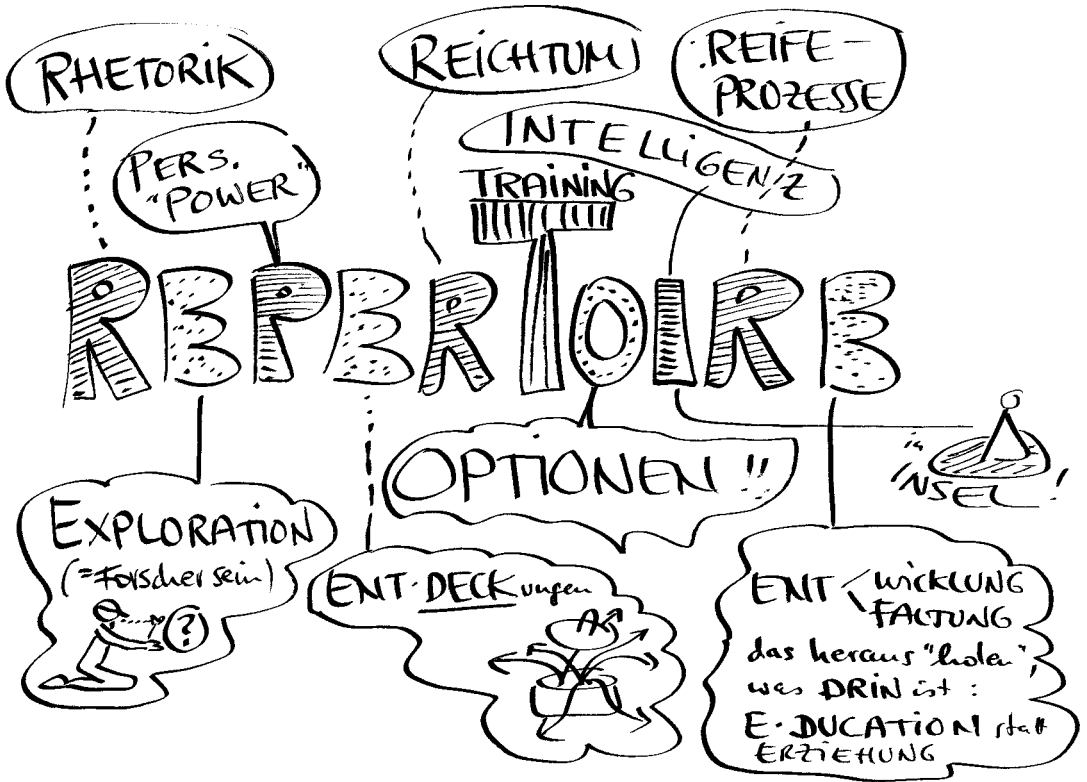 RHETORIK
REICHTUM
REIFE-
PROZESSE
PERS.
"POWER"
INTELLIGENZ
TRAINING
REPERTOIRE
OPTIONEN"
INSEL!
EXPLORATION
(=Forscher sein)
?
ENT·DECKungen
ENT
WICKLUNG
FALTUNG
das heraus "holen",
was DRIN ist:
E·DUCATION statt
ERZIEHUNG